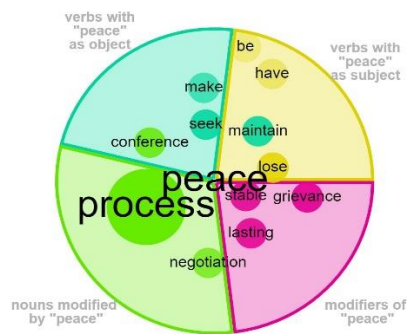 verbs with
"peace"
as object
verbs with
"peace"
as subject
be
have
make
seek
maintain
conference
lose
peace
process
stable
grievance
lasting
negotiation
nouns modified
by "peace"
modifiers of
"peace"